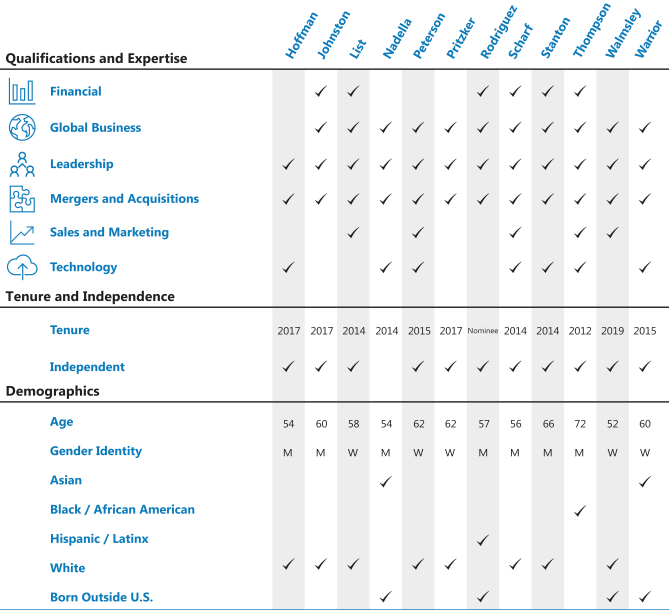 Hoffman Johnston List Nadella Peterson Pritzker Rodriguez Scharf Stanton Thompson Walmsley Warrior
Qualifications and Expertise
Financial
Global Business
Leadership
Mergers and Acquisitions
Sales and Marketing
Technology
Tenure and Independence
Tenure 2017 2017 2014 2014 2015 2017 Nominee 2014 2014 2012 2019 2015
Independent
Demographics
Age 54 60 58 54 62 62 57 56 66 72 52 60
Gender Identity M M W M W W M M M M W W
Asian
Black / African American
Hispanic / Latinx
White
Born Outside U.S.